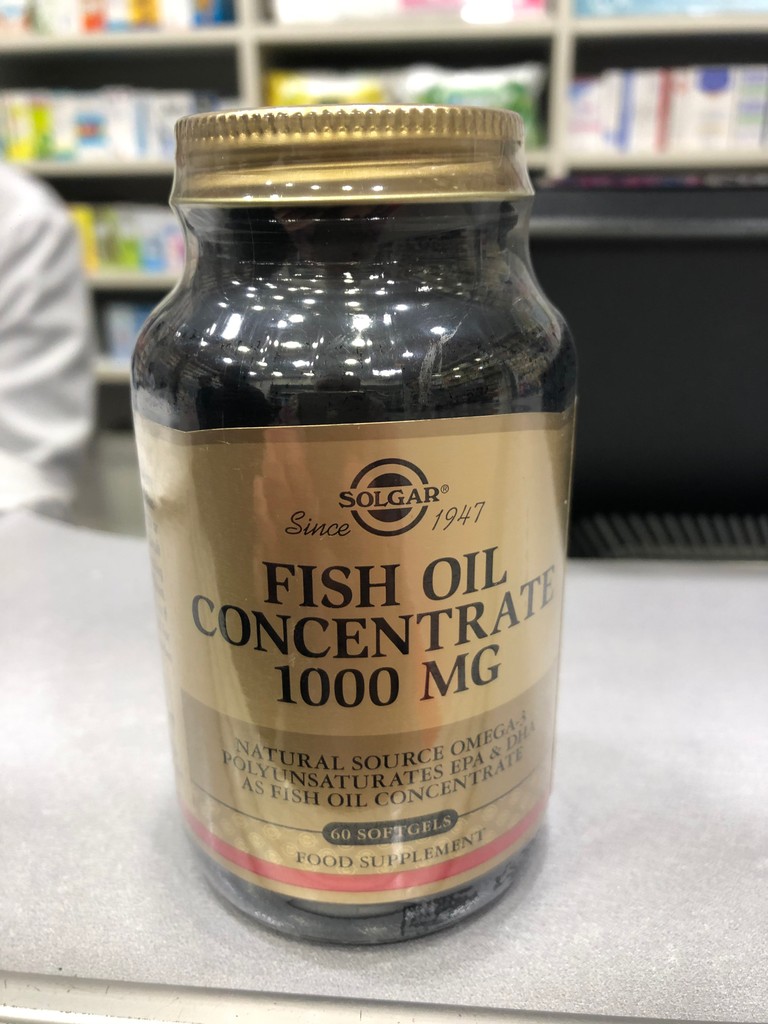 SOLGAR®
Since 1947
FISH OIL
CONCENTRATE
1000 MG
NATURAL SOURCE OMEGA-3
POLYUNSATURATES EPA & DHA
AS FISH OIL CONCENTRATE
60 SOFTGELS
FOOD SUPPLEMENT